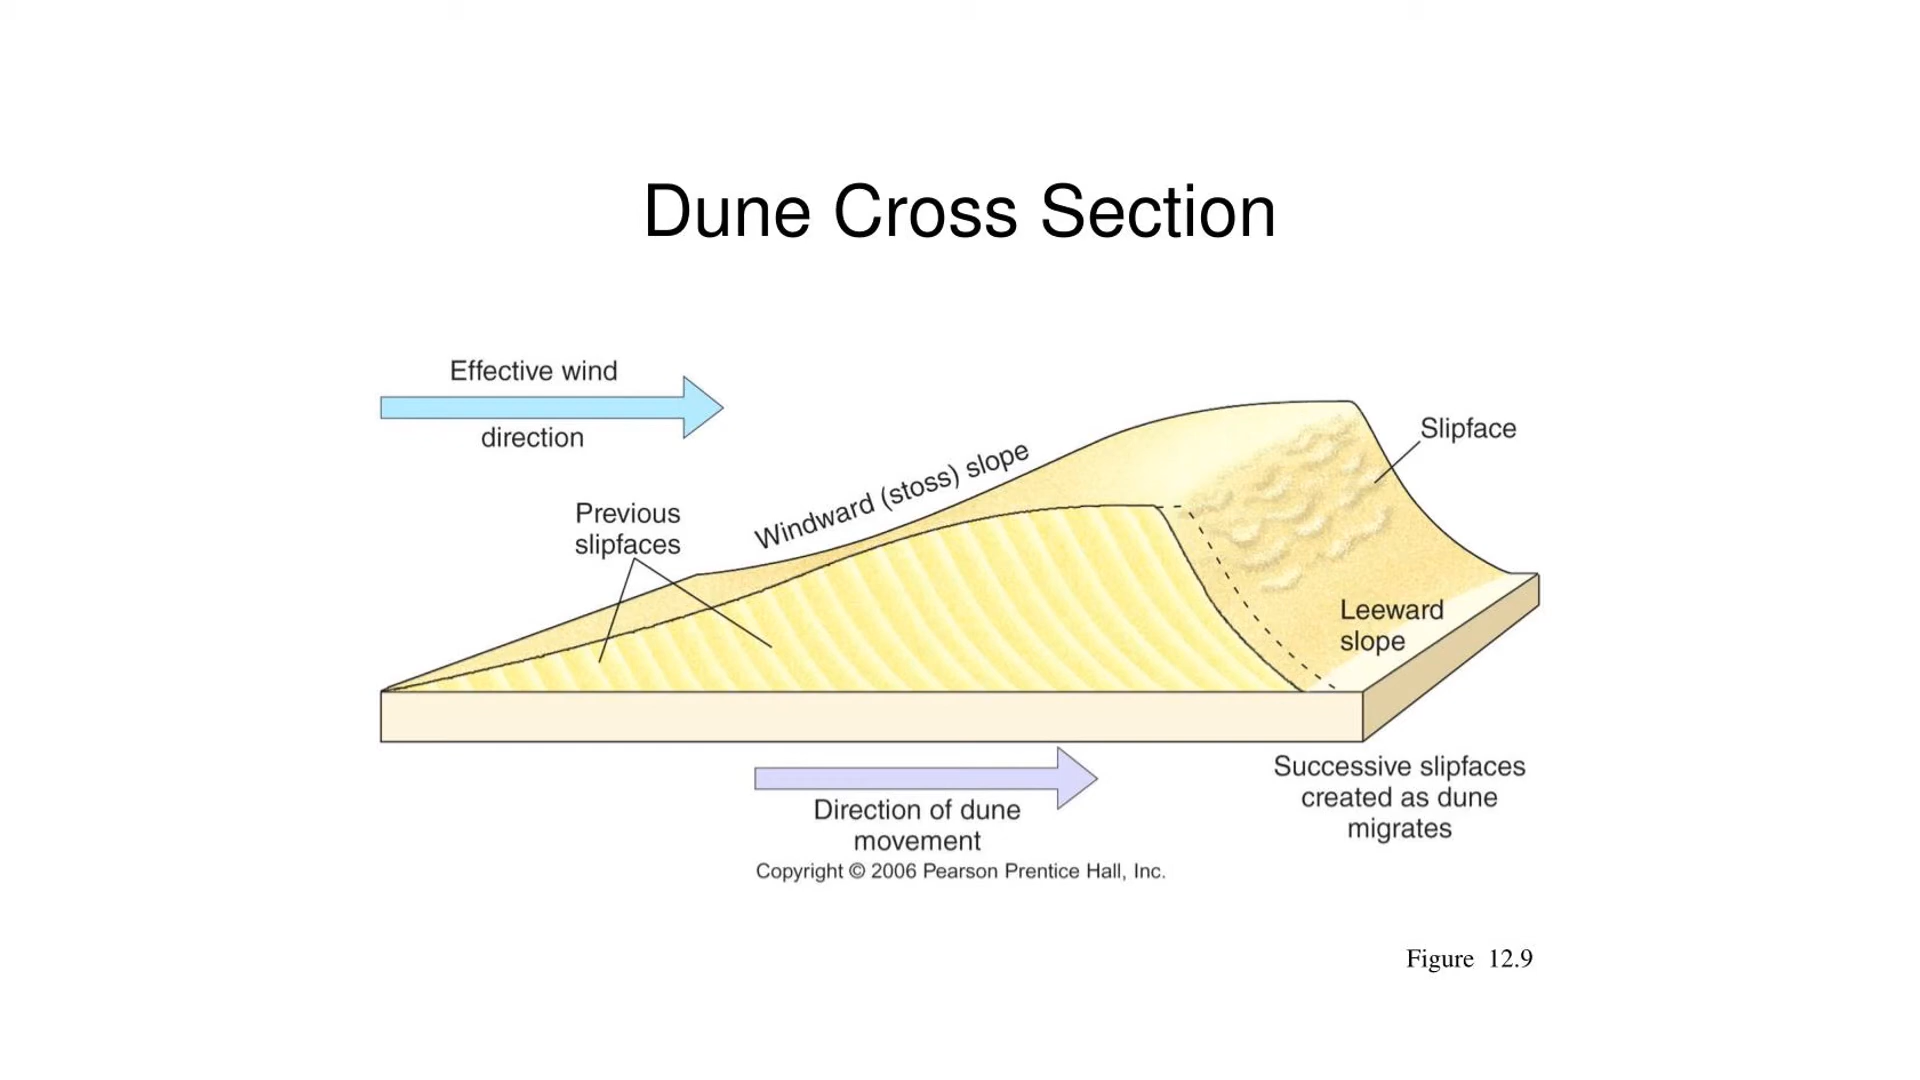 Dune Cross Section
Effective wind
direction
Previous
slipfaces
Windward (stoss) slope
Slipface
Leeward
slope
Direction of dune
movement
Successive slipfaces
created as dune
migrates
Copyright © 2006 Pearson Prentice Hall, Inc.
Figure 12.9